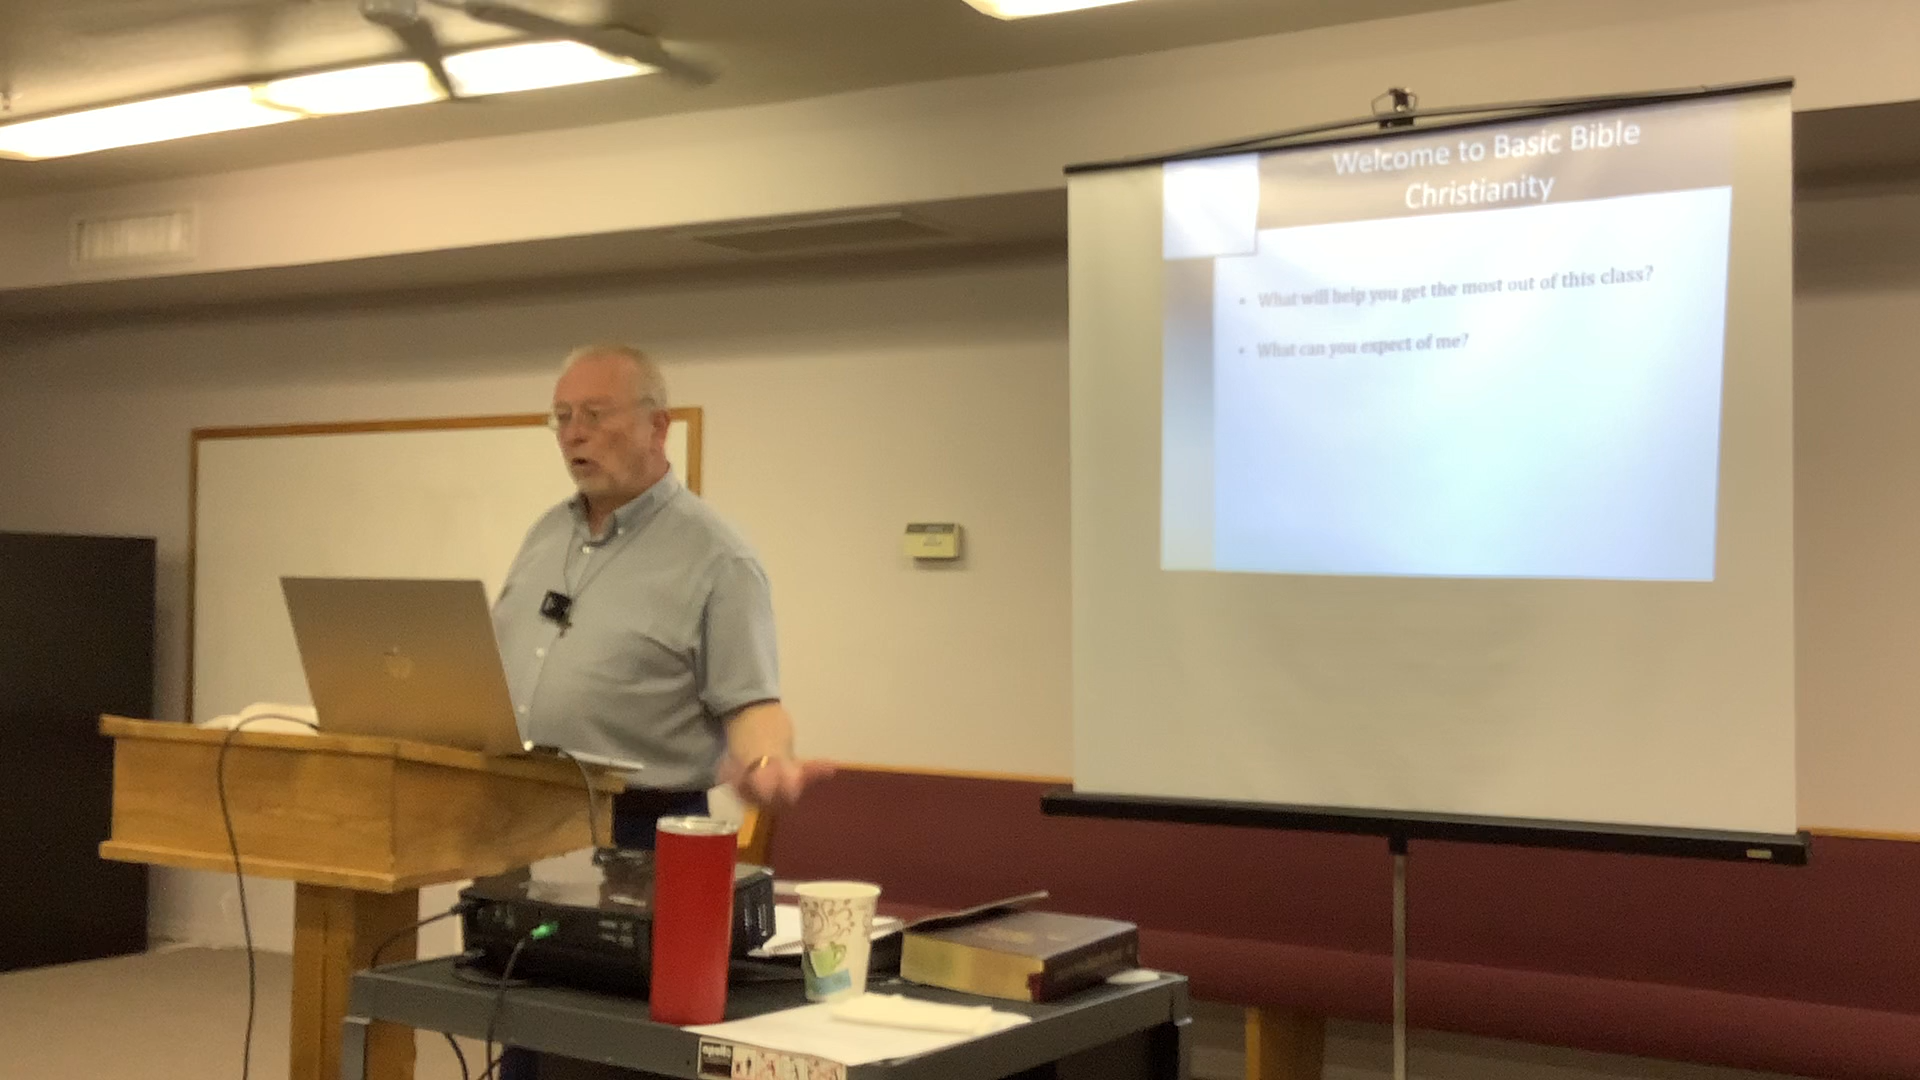 Welcome to Basic Bible
Christianity
• What will help you get the most out of this class?
• What can you expect of me?
apollo